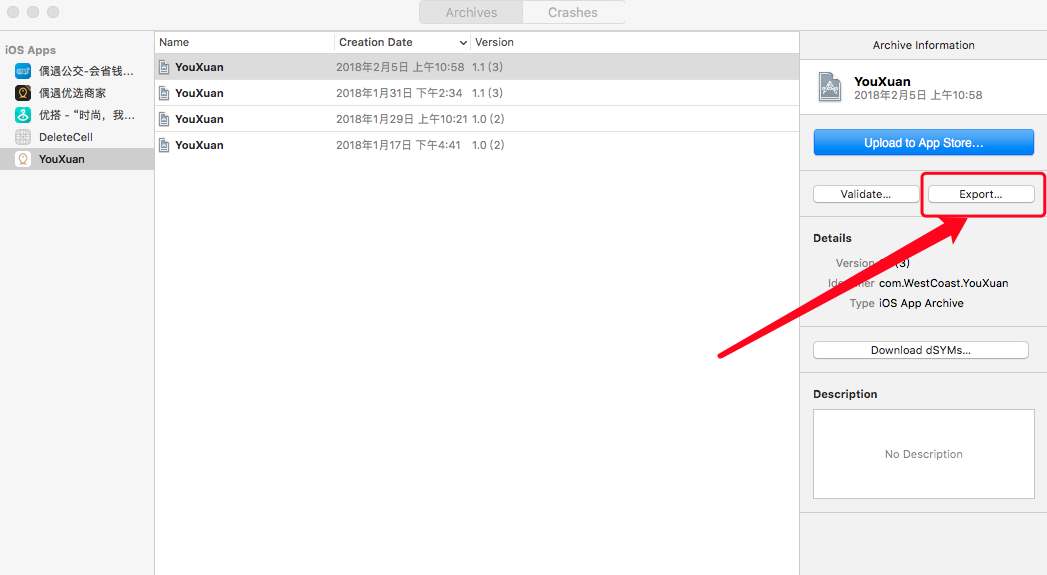 Archives Crashes
iOS Apps
偶遇公交-会省钱...
偶遇优选商家
优搭 - “时尚，我...
DeleteCell
YouXuan
Name Creation Date Version
YouXuan 2018年2月5日 上午10:58 1.1 (3)
YouXuan 2018年1月31日 下午2:34 1.1 (3)
YouXuan 2018年1月29日 上午10:21 1.0 (2)
YouXuan 2018年1月17日 下午4:41 1.0 (2)
Archive Information
YouXuan
2018年2月5日 上午10:58
Upload to App Store...
Validate... Export...
Details
Version (3)
Identifier com.WestCoast.YouXuan
Type iOS App Archive
Download dSYMs...
Description
No Description